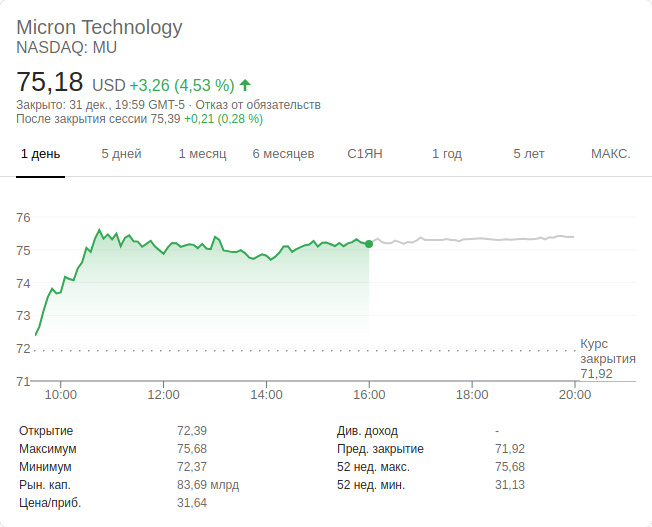 Micron Technology
NASDAQ: MU
75,18 USD +3,26 (4,53 %)
Закрыто: 31 дек., 19:59 GMT-5 · Отказ от обязательств
После закрытия сессии 75,39 +0,21 (0,28 %)
1 день 5 дней 1 месяц 6 месяцев С1ЯН 1 год 5 лет МАКС.
76
75
74
73
72
71
Курс
закрытия
71,92
10:00 12:00 14:00 16:00 18:00 20:00
Открытие 72,39 Див. доход -
Максимум 75,68 Пред. закрытие 71,92
Минимум 72,37 52 нед. макс. 75,68
Рын. кап. 83,69 млрд 52 нед. мин. 31,13
Цена/приб. 31,64